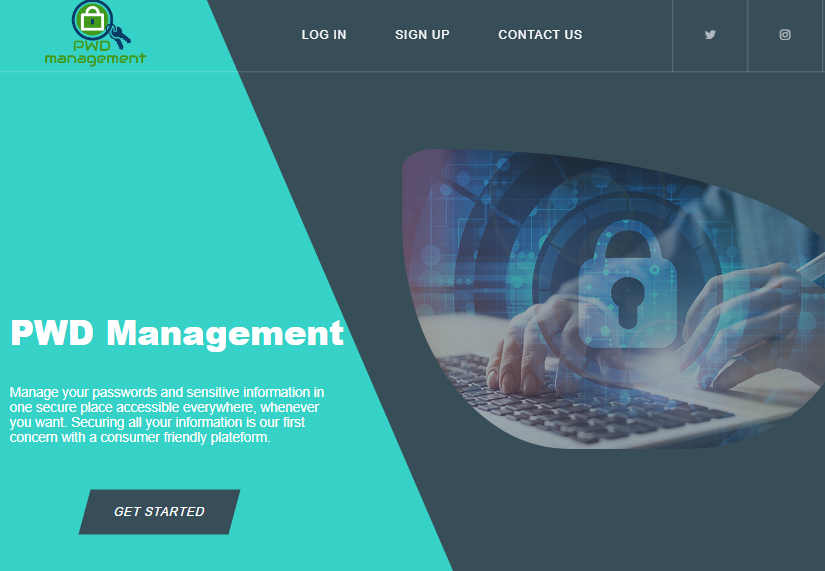 PWD
management
LOG IN
SIGN UP
CONTACT US
PWD Management
Manage your passwords and sensitive information in
one secure place accessible everywhere, whenever
you want. Securing all your information is our first
concern with a consumer friendly plateform.
GET STARTED